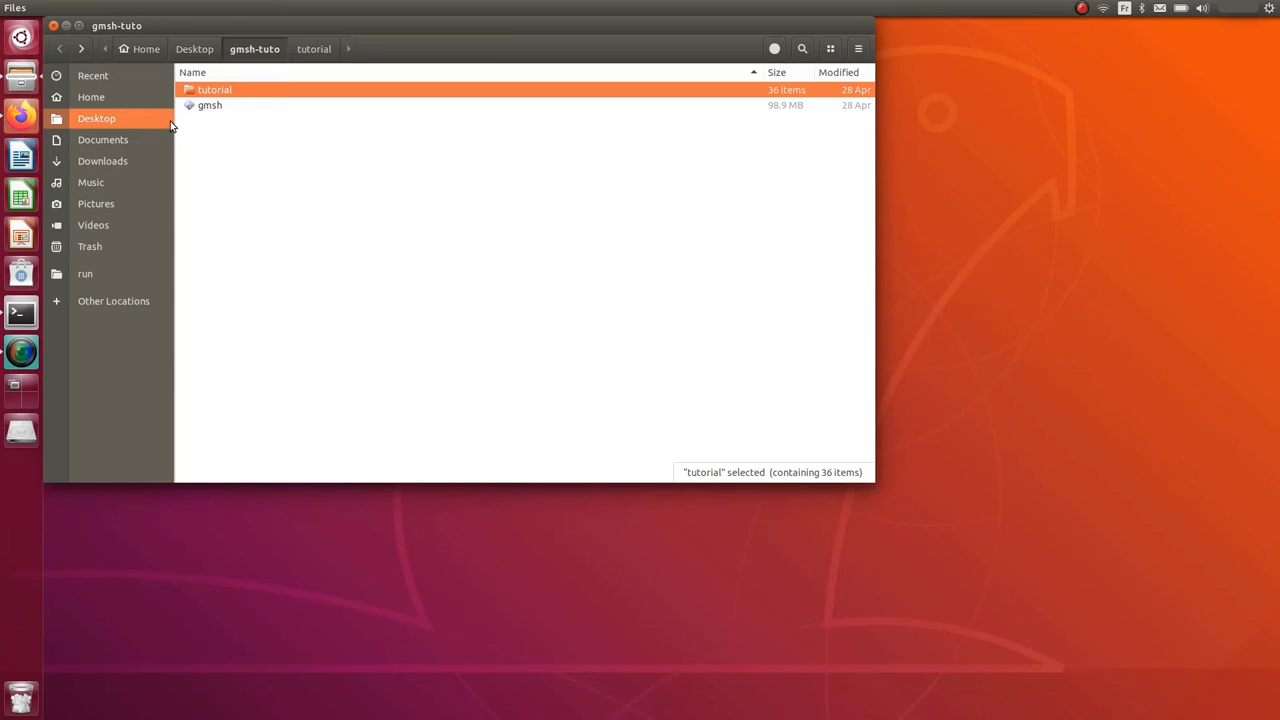 Files
Fr
gmsh-tuto
Home
Desktop
gmsh-tuto
tutorial
Recent
Home
Desktop
Documents
Downloads
Music
Pictures
Videos
Trash
run
Other Locations
Name Size Modified
tutorial 36 items 28 Apr
gmsh 98.9 MB 28 Apr
"tutorial" selected (containing 36 items)